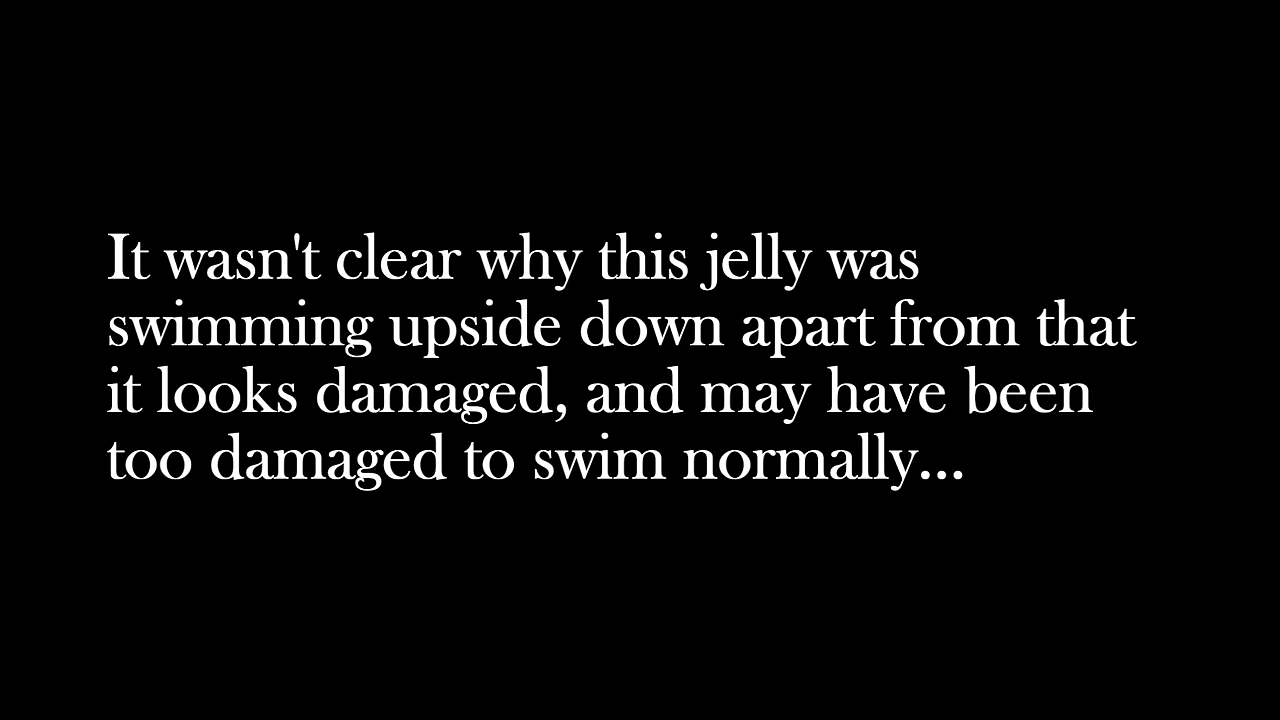 It wasn't clear why this jelly was
swimming upside down apart from that
it looks damaged, and may have been
too damaged to swim normally...